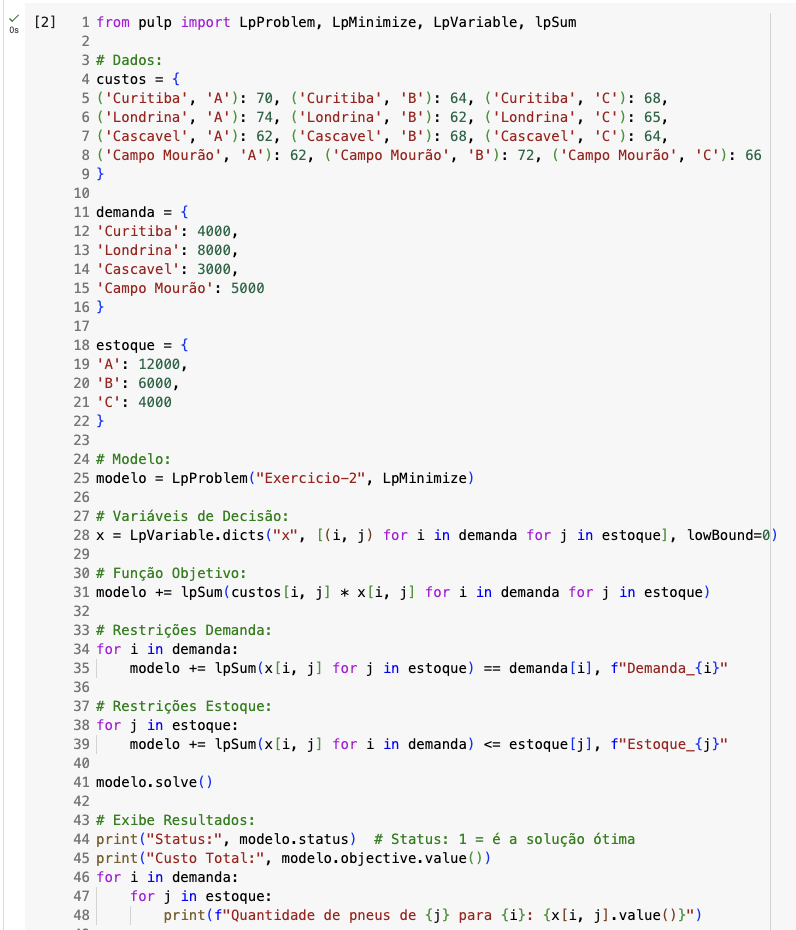 [2] 1 from pulp import LpProblem, LpMinimize, LpVariable, lpSum
0s
2
3 # Dados:
4 custos = {
5 ('Curitiba', 'A'): 70, ('Curitiba', 'B'): 64, ('Curitiba', 'C'): 68,
6 ('Londrina', 'A'): 74, ('Londrina', 'B'): 62, ('Londrina', 'C'): 65,
7 ('Cascavel', 'A'): 62, ('Cascavel', 'B'): 68, ('Cascavel', 'C'): 64,
8 ('Campo Mourão', 'A'): 62, ('Campo Mourão', 'B'): 72, ('Campo Mourão', 'C'): 66
9 }
10
11 demanda = {
12 'Curitiba': 4000,
13 'Londrina': 8000,
14 'Cascavel': 3000,
15 'Campo Mourão': 5000
16 }
17
18 estoque = {
19 'A': 12000,
20 'B': 6000,
21 'C': 4000
22 }
23
24 # Modelo:
25 modelo = LpProblem("Exercicio-2", LpMinimize)
26
27 # Variáveis de Decisão:
28 x = LpVariable.dicts("x", [(i, j) for i in demanda for j in estoque], lowBound=0)
29
30 # Função Objetivo:
31 modelo += lpSum(custos[i, j] * x[i, j] for i in demanda for j in estoque)
32
33 # Restrições Demanda:
34 for i in demanda:
35     modelo += lpSum(x[i, j] for j in estoque) == demanda[i], f"Demanda_{i}"
36
37 # Restrições Estoque:
38 for j in estoque:
39     modelo += lpSum(x[i, j] for i in demanda) <= estoque[j], f"Estoque_{j}"
40
41 modelo.solve()
42
43 # Exibe Resultados:
44 print("Status:", modelo.status)  # Status: 1 = é a solução ótima
45 print("Custo Total:", modelo.objective.value())
46 for i in demanda:
47     for j in estoque:
48         print(f"Quantidade de pneus de {j} para {i}: {x[i, j].value()}")